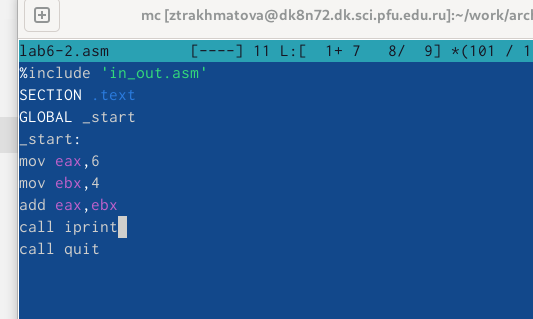 mc [ztrakhmatova@dk8n72.dk.sci.pfu.edu.ru]:~/work/arch
lab6-2.asm [----] 11 L:[ 1+ 7 8/ 9] *(101 / 1
%include 'in_out.asm'
SECTION .text
GLOBAL _start
_start:
mov eax,6
mov ebx,4
add eax,ebx
call iprint
call quit